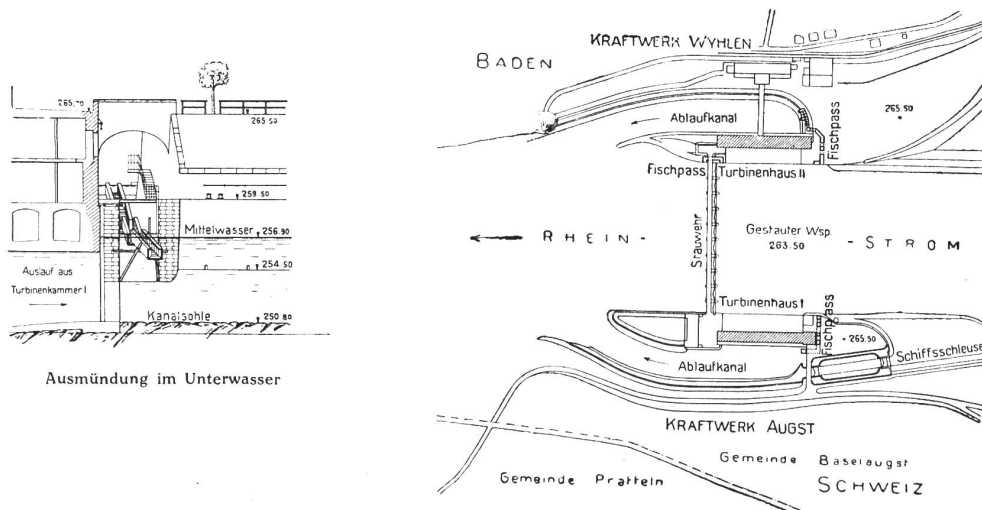 265.70
265.50
259.50
Mittelwasser 256.90
254.50
Auslauf aus
Turbinenkammer I
Kanalsohle
250.80
Ausmündung im Unterwasser
KRAFTWERK WYHLEN
BADEN
Ablaufkanal
Fischpass
265.50
Fischpass
Turbinenhaus II
Stauwehr
Gestauter Wsp.
263.50
RHEIN-
-STROM
Turbinenhaus I
Fischpass
265.50
Schiffsschleuse
Ablaufkanal
KRAFTWERK AUGST
Gemeinde Baselaugst
Gemeinde Pratteln
SCHWEIZ